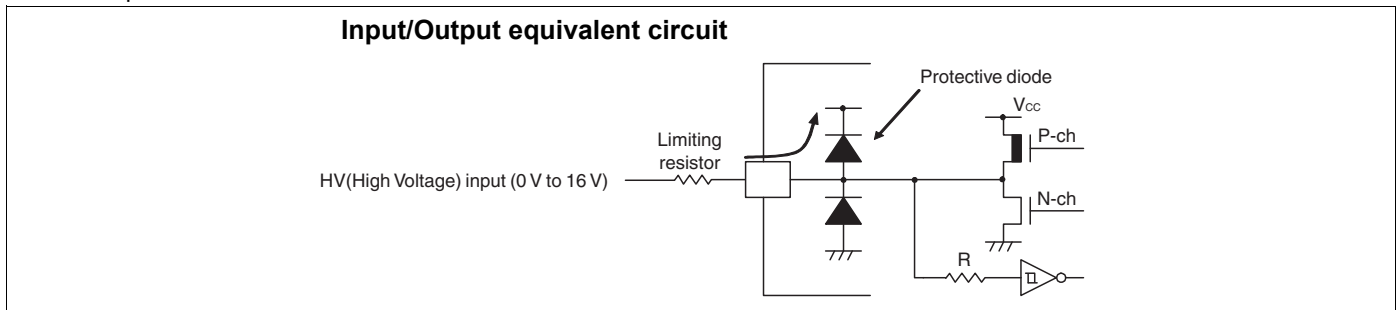 Input/Output equivalent circuit
Protective diode
Vcc
P-ch
Limiting
resistor
HV(High Voltage) input (0 V to 16 V)
N-ch
R